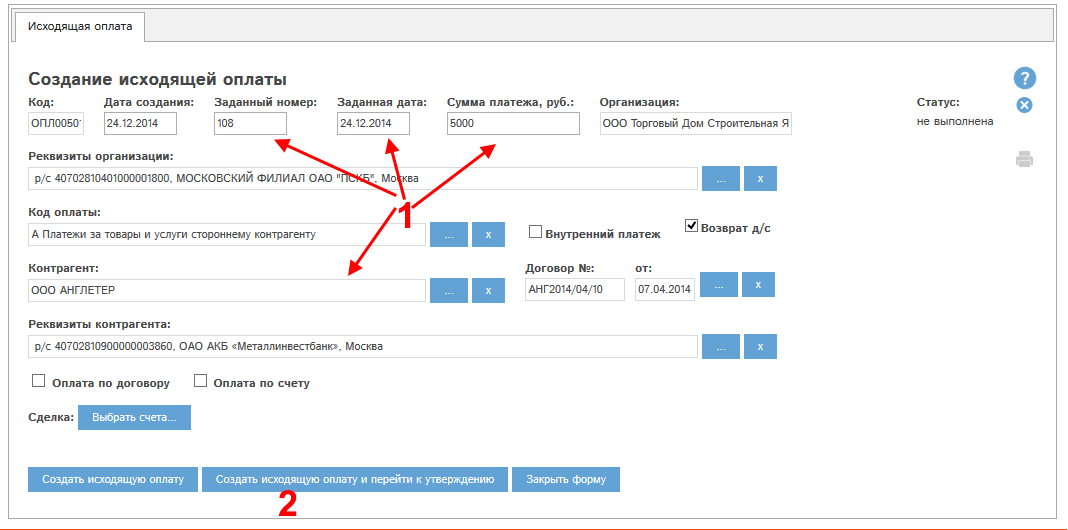 Исходящая оплата
Создание исходящей оплаты
?
Код: Дата создания: Заданный номер: Заданная дата: Сумма платежа, руб.: Организация: Статус:
ОПЛ00501 24.12.2014 108 24.12.2014 5000 ООО Торговый Дом Строительная Я не выполнена
Реквизиты организации:
р/с 40702810401000001800, МОСКОВСКИЙ ФИЛИАЛ ОАО "ПСКБ", Москва ... x
1
Код оплаты:
А Платежи за товары и услуги стороннему контрагенту ... x Внутренний платеж Возврат д/с
Контрагент: Договор №: от:
ООО АНГЛЕТЕР ... x АНГ2014/04/10 07.04.2014 ... x
Реквизиты контрагента:
р/с 40702810900000003860, ОАО АКБ «Металлинвестбанк», Москва ... x
Оплата по договору Оплата по счету
Сделка: Выбрать счета...
Создать исходящую оплату Создать исходящую оплату и перейти к утверждению Закрыть форму
2